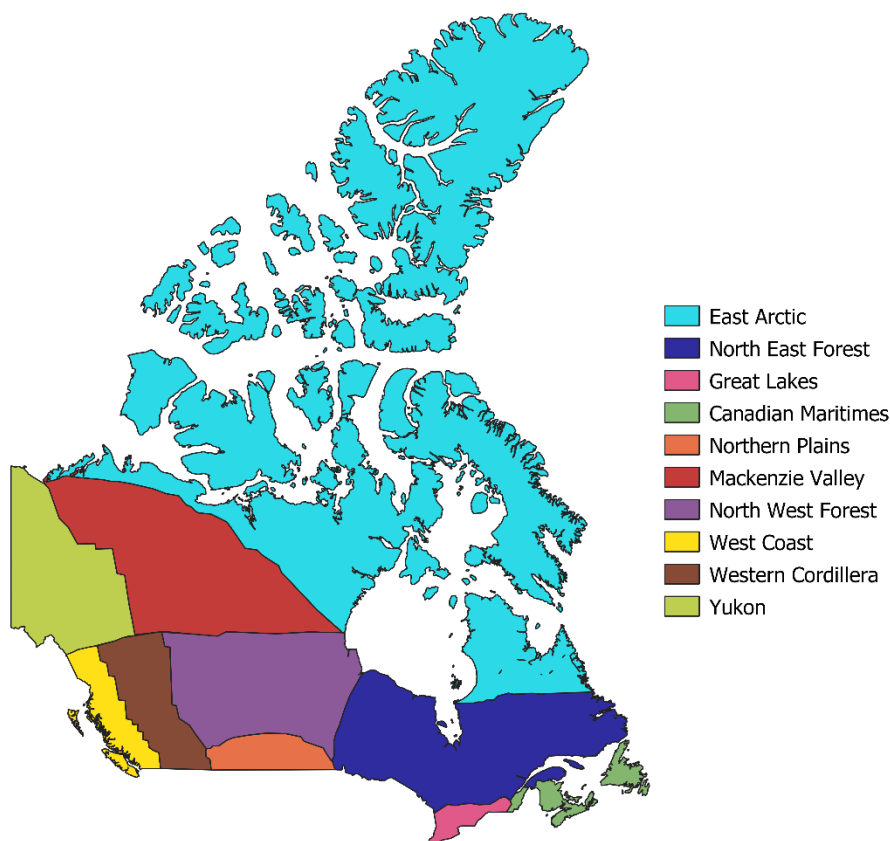 East Arctic
North East Forest
Great Lakes
Canadian Maritimes
Northern Plains
Mackenzie Valley
North West Forest
West Coast
Western Cordillera
Yukon